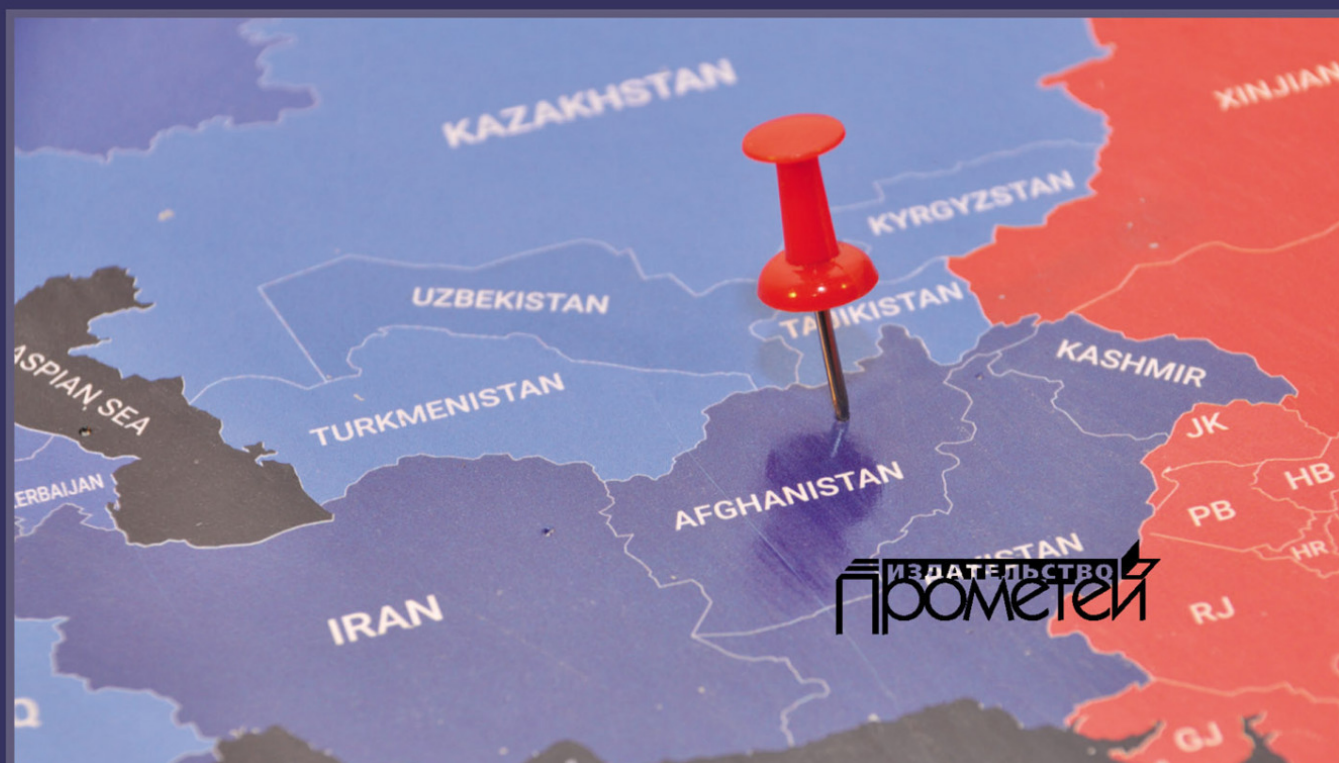 KAZAKHSTAN
XINJIAN
KYRGYZSTAN
UZBEKISTAN
TAJIKISTAN
ASPIAN SEA
TURKMENISTAN
KASHMIR
JK
ERBAIJAN
AFGHANISTAN
HB
PB
HR
ИЗДАТЕЛЬСТВО
Прометей
IRAN
RJ
Q
GJ